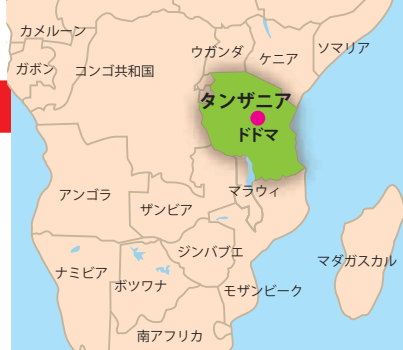 カメルーン
ウガンダ
ケニア
ソマリア
ガボン
コンゴ共和国
タンザニア
ドドマ
アンゴラ
マラウィ
ザンビア
ジンバブエ
マダガスカル
ナミビア
ボツワナ
モザンビーク
南アフリカ